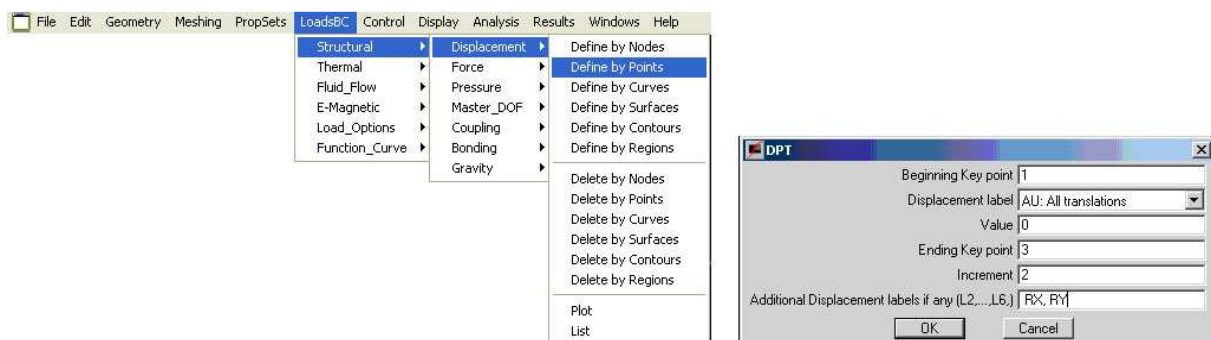 File Edit Geometry Meshing PropSets LoadsBC Control Display Analysis Results Windows Help
Structural
Thermal
Fluid_Flow
E-Magnetic
Load_Options
Function_Curve
Displacement
Force
Pressure
Master_DOF
Coupling
Bonding
Gravity
Define by Nodes
Define by Points
Define by Curves
Define by Surfaces
Define by Contours
Define by Regions
Delete by Nodes
Delete by Points
Delete by Curves
Delete by Surfaces
Delete by Contours
Delete by Regions
Plot
List
DPT
Beginning Key point 1
Displacement label AU: All translations
Value 0
Ending Key point 3
Increment 2
Additional Displacement labels if any (L2,...,L6,) RX, RY
OK Cancel